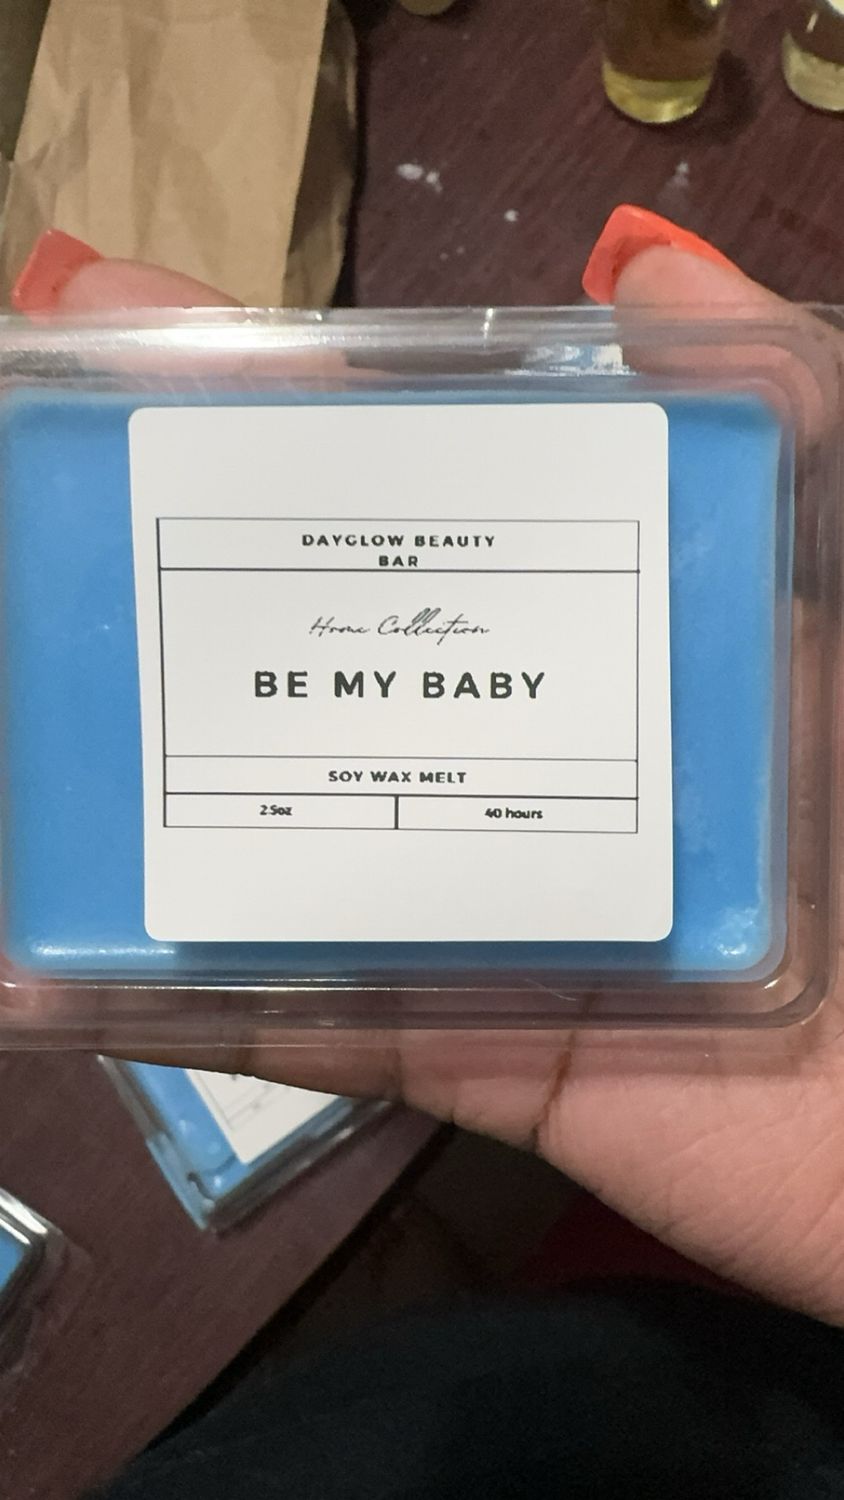 DAYGLOW BEAUTY
BAR
Home Collection
BE MY BABY
SOY WAX MELT
2.5oz 40 hours